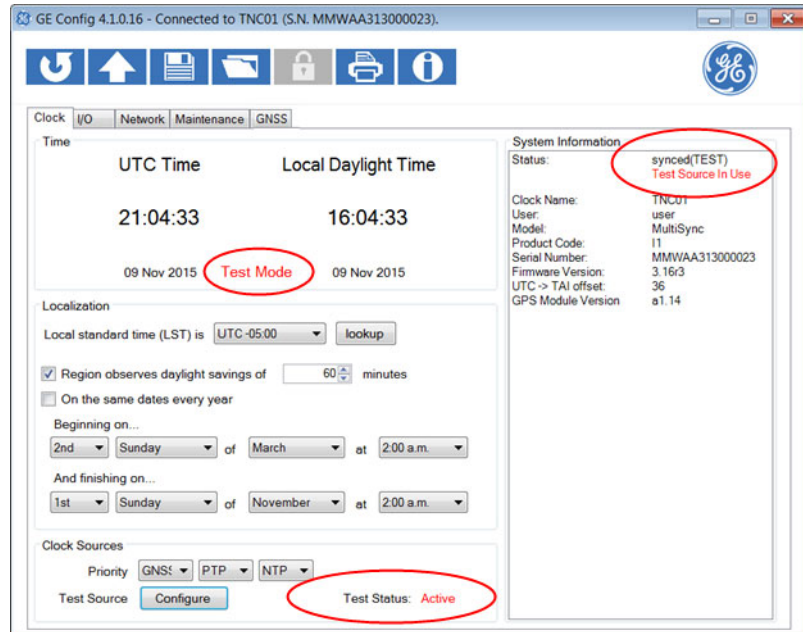 GE Config 4.1.0.16 - Connected to TNC01 (S.N. MMWAA313000023).
Clock I/O Network Maintenance GNSS
Time
UTC Time Local Daylight Time
21:04:33 16:04:33
09 Nov 2015 Test Mode 09 Nov 2015
Localization
Local standard time (LST) is UTC -05:00 lookup
Region observes daylight savings of 60 minutes
On the same dates every year
Beginning on...
2nd Sunday of March at 2:00 a.m.
And finishing on...
1st Sunday of November at 2:00 a.m.
Clock Sources
Priority GNSS PTP NTP
Test Source Configure Test Status: Active
System Information
Status: synced(TEST)
Test Source In Use
Clock Name: TNC01
User: user
Model: MultiSync
Product Code: I1
Serial Number: MMWAA313000023
Firmware Version: 3.16r3
UTC -> TAI offset: 36
GPS Module Version a1.14